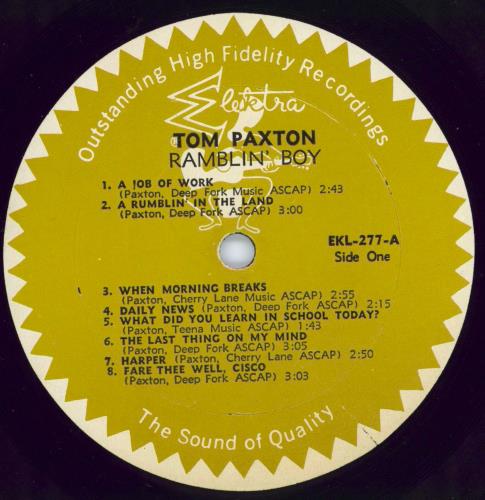 Outstanding High Fidelity Recordings
Elektra
TOM PAXTON
RAMBLIN' BOY
1. A JOB OF WORK
(Paxton, Deep Fork Music ASCAP) 2:43
2. A RUMBLIN' IN THE LAND
(Paxton, Deep Fork ASCAP) 3:00
EKL-277-A
Side One
3. WHEN MORNING BREAKS
(Paxton, Cherry Lane Music ASCAP) 2:55
4. DAILY NEWS (Paxton, Deep Fork ASCAP) 2:15
5. WHAT DID YOU LEARN IN SCHOOL TODAY?
(Paxton, Teena Music ASCAP) 1:43
6. THE LAST THING ON MY MIND
(Paxton, Deep Fork ASCAP) 3:05
7. HARPER (Paxton, Cherry Lane ASCAP) 2:50
8. FARE THEE WELL, CISCO
(Paxton, Deep Fork ASCAP) 3:03
The Sound of Quality